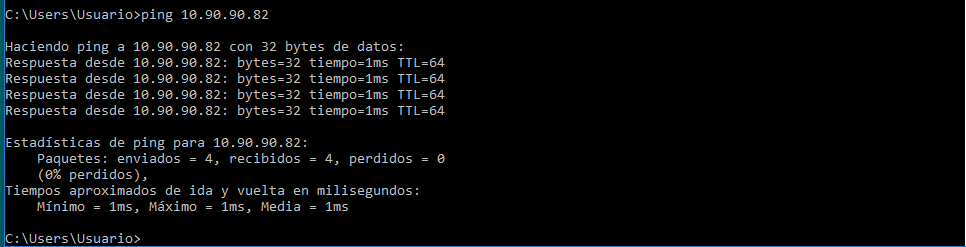 C:\Users\Usuario>ping 10.90.90.82
Haciendo ping a 10.90.90.82 con 32 bytes de datos:
Respuesta desde 10.90.90.82: bytes=32 tiempo=1ms TTL=64
Respuesta desde 10.90.90.82: bytes=32 tiempo=1ms TTL=64
Respuesta desde 10.90.90.82: bytes=32 tiempo=1ms TTL=64
Respuesta desde 10.90.90.82: bytes=32 tiempo=1ms TTL=64
Estadísticas de ping para 10.90.90.82:
    Paquetes: enviados = 4, recibidos = 4, perdidos = 0
    (0% perdidos),
Tiempos aproximados de ida y vuelta en milisegundos:
    Mínimo = 1ms, Máximo = 1ms, Media = 1ms
C:\Users\Usuario>